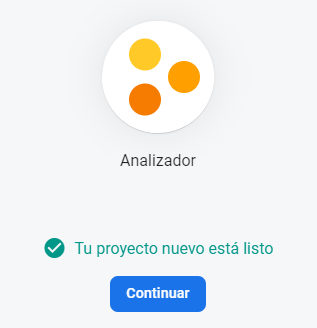 Analizador
Tu proyecto nuevo está listo
Continuar